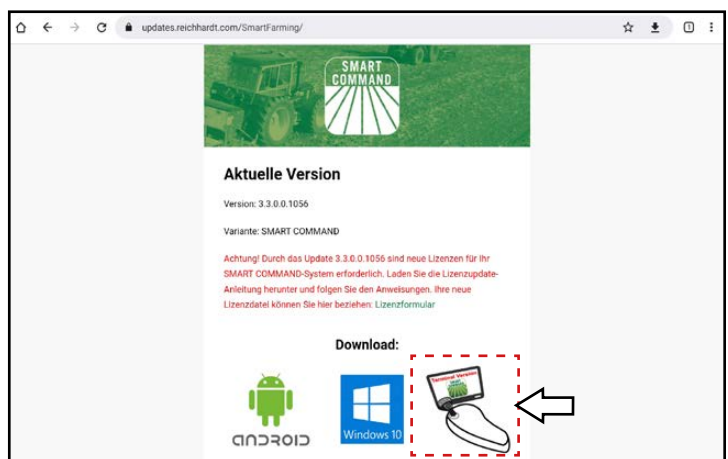 updates.reichhardt.com/SmartFarming/
1
SMART
COMMAND
Aktuelle Version
Version: 3.3.0.0.1056
Variante: SMART COMMAND
Achtung! Durch das Update 3.3.0.0.1056 sind neue Lizenzen für Ihr
SMART COMMAND-System erforderlich. Laden Sie die Lizenzupdate-
Anleitung herunter und folgen Sie den Anweisungen. Ihre neue
Lizenzdatei können Sie hier beziehen: Lizenzformular
Download:
Terminal Version
SMART
COMMAND
ANDROID
Windows 10